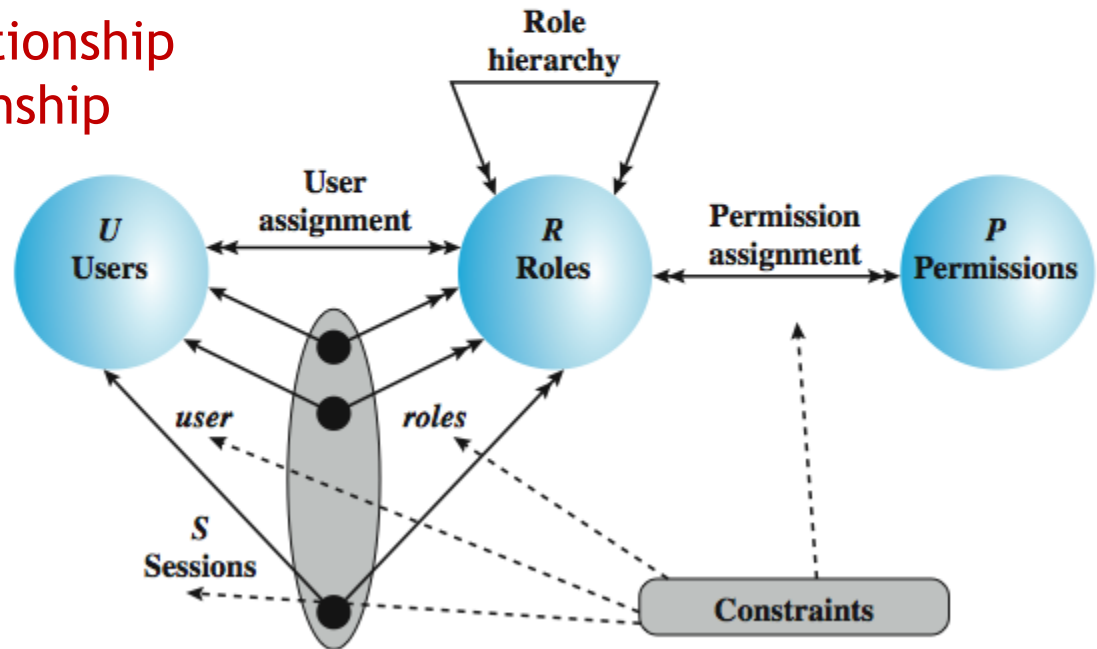 tionship
nship
Role
hierarchy
User
assignment
U
Users
R
Roles
Permission
assignment
P
Permissions
user
roles
S
Sessions
Constraints